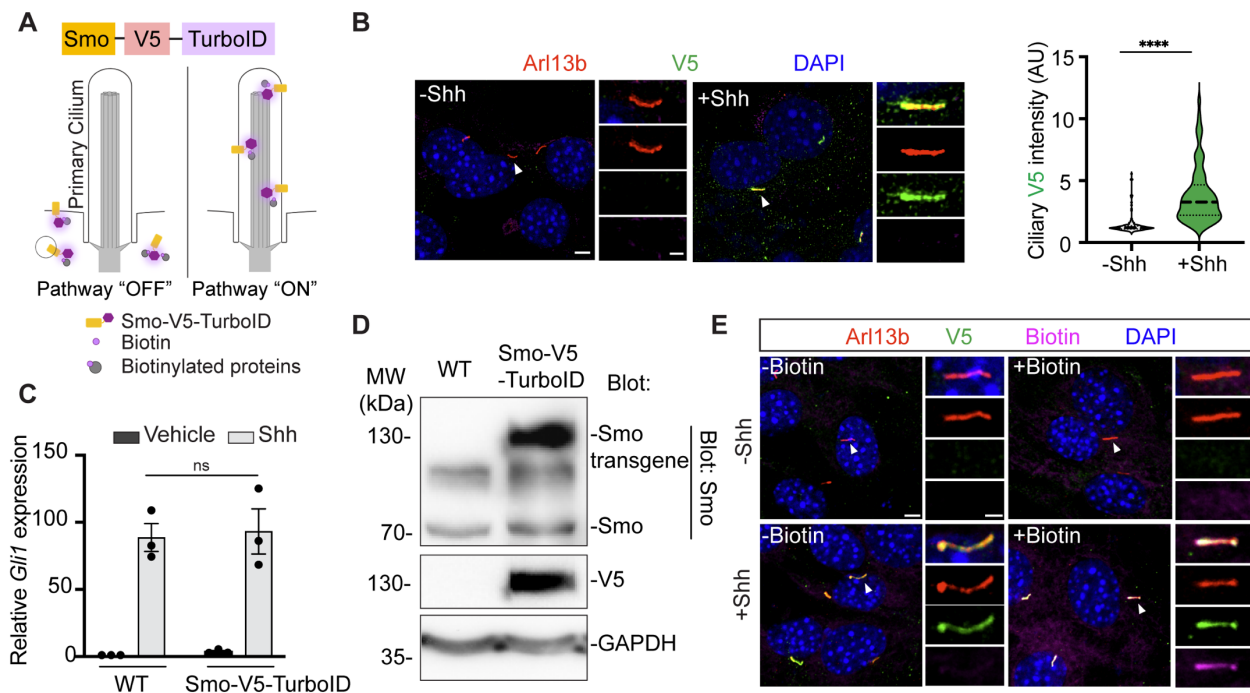 A
Smo
V5
TurboID
Primary Cilium
Pathway “OFF”
Pathway “ON”
Smo-V5-TurboID
Biotin
Biotinylated proteins
B
Arl13b
V5
DAPI
-Shh
+Shh
****
Ciliary V5 intensity (AU)
15
10
5
0
-Shh
+Shh
C
Vehicle
Shh
Relative Gli1 expression
150
100
50
0
ns
WT
Smo-V5-TurboID
D
MW
(kDa)
WT
Smo-V5
-TurboID
Blot:
130-
-Smo
transgene
70-
-Smo
Blot: Smo
130-
-V5
35-
-GAPDH
E
Arl13b
V5
Biotin
DAPI
-Shh
-Biotin
+Biotin
+Shh
-Biotin
+Biotin